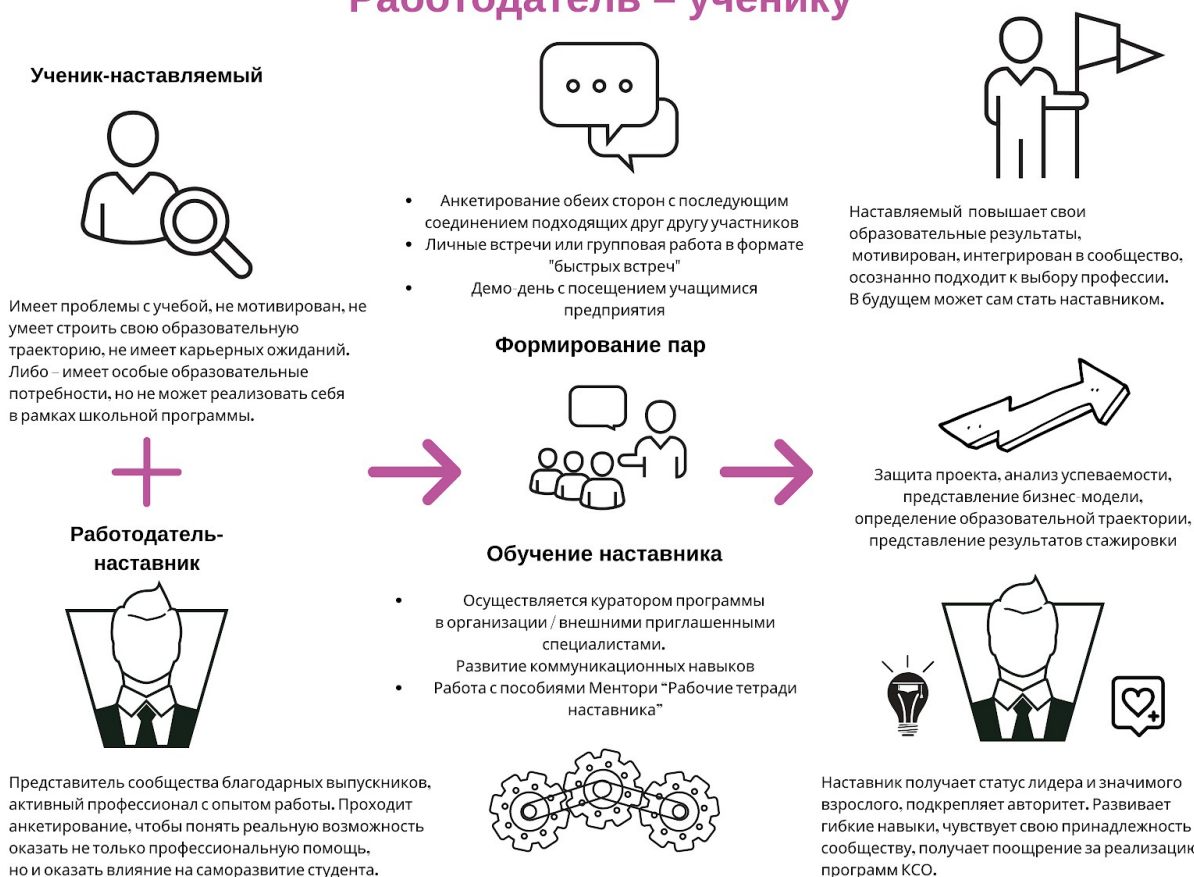 Работодатель – ученику
Ученик-наставляемый
Имеет проблемы с учебой, не мотивирован, не
умеет строить свою образовательную
траекторию, не имеет карьерных ожиданий.
Либо – имеет особые образовательные
потребности, но не может реализовать себя
в рамках школьной программы.
Работодатель-
наставник
Представитель сообщества благодарных выпускников,
активный профессионал с опытом работы. Проходит
анкетирование, чтобы понять реальную возможность
оказать не только профессиональную помощь,
но и оказать влияние на саморазвитие студента.
• Анкетирование обеих сторон с последующим
соединением подходящих друг другу участников
• Личные встречи или групповая работа в формате
"быстрых встреч"
• Демо-день с посещением учащимися
предприятия
Формирование пар
Обучение наставника
• Осуществляется куратором программы
в организации / внешними приглашенными
специалистами.
Развитие коммуникационных навыков
• Работа с пособиями Ментори “Рабочие тетради
наставника”
Наставляемый повышает свои
образовательные результаты,
мотивирован, интегрирован в сообщество,
осознанно подходит к выбору профессии.
В будущем может сам стать наставником.
Защита проекта, анализ успеваемости,
представление бизнес-модели,
определение образовательной траектории,
представление результатов стажировки
Наставник получает статус лидера и значимого
взрослого, подкрепляет авторитет. Развивает
гибкие навыки, чувствует свою принадлежность
сообществу, получает поощрение за реализацию
программ КСО.